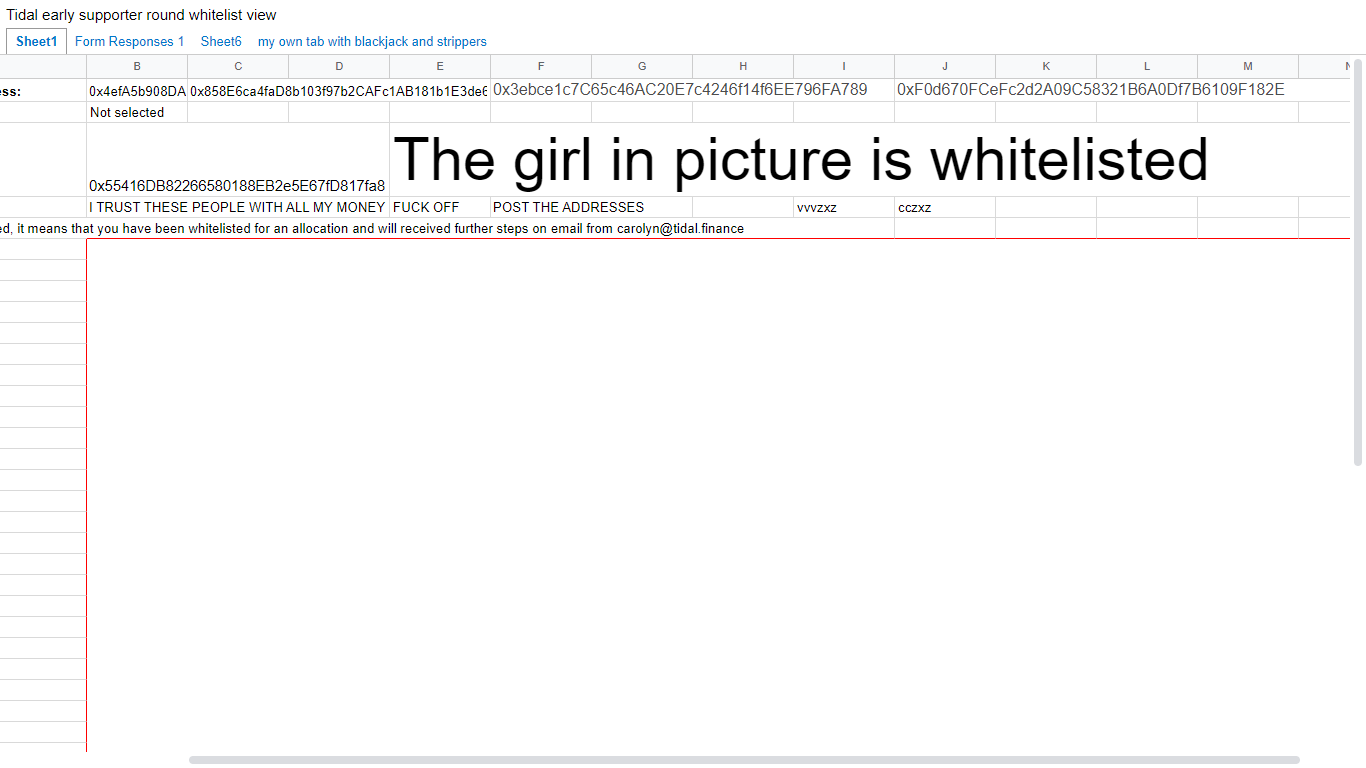 Tidal early supporter round whitelist view
Sheet1 Form Responses 1 Sheet6 my own tab with blackjack and strippers
B C D E F G H I J K L M N
ess: 0x4efA5b908DA 0x858E6ca4faD8b103f97b2CAFc1AB181b1E3de6 0x3ebce1c7C65c46AC20E7c4246f14f6EE796FA789 0xF0d670FCeFc2d2A09C58321B6A0Df7B6109F182E
Not selected
0x55416DB82266580188EB2e5E67fD817fa8 The girl in picture is whitelisted
I TRUST THESE PEOPLE WITH ALL MY MONEY FUCK OFF POST THE ADDRESSES vvvzxz cczxz
ed, it means that you have been whitelisted for an allocation and will received further steps on email from carolyn@tidal.finance